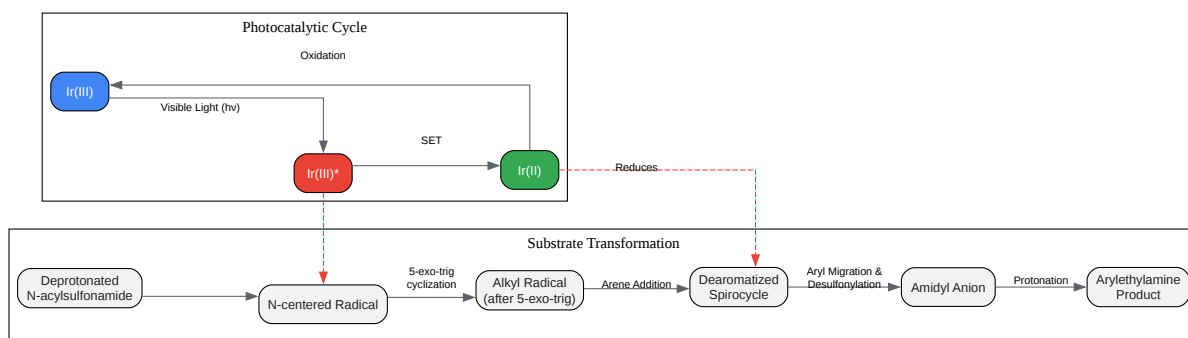 Photocatalytic Cycle
Oxidation
Ir(III)
Visible Light (hν)
SET
Ir(III)*
Ir(II)
Reduces
Substrate Transformation
Deprotonated
N-acylsulfonamide
N-centered Radical
5-exo-trig
cyclization
Alkyl Radical
(after 5-exo-trig)
Arene Addition
Dearomatized
Spirocycle
Aryl Migration &
Desulfonylation
Amidyl Anion
Protonation
Arylethylamine
Product